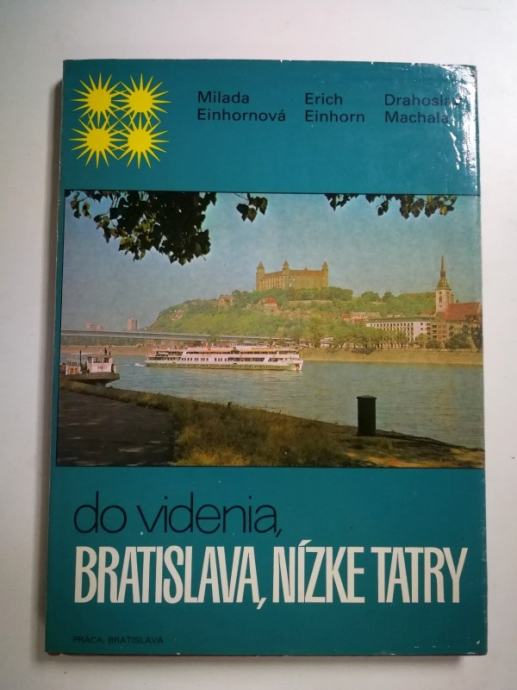 Milada Erich Drahoslav
Einhornová Einhorn Machala
do videnia,
BRATISLAVA, NÍZKE TATRY
PRÁCA, BRATISLAVA